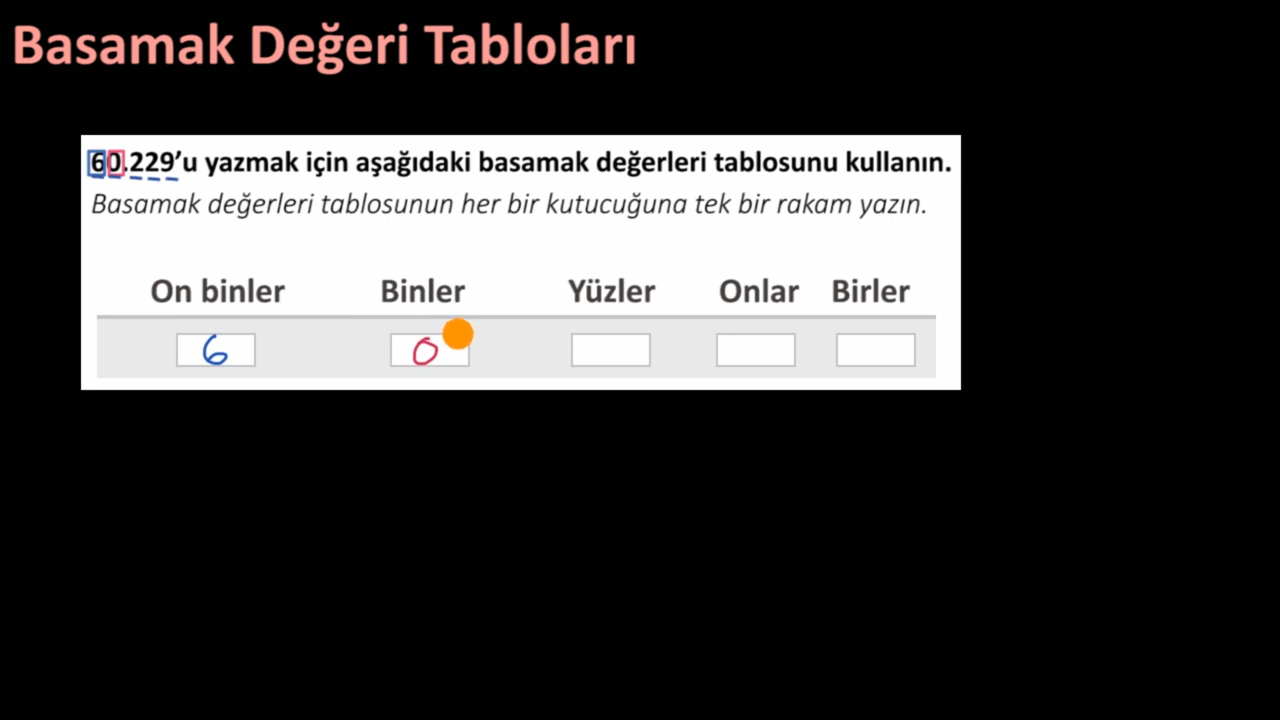 Basamak Değeri Tabloları
60.229’u yazmak için aşağıdaki basamak değerleri tablosunu kullanın.
Basamak değerleri tablosunun her bir kutucuğuna tek bir rakam yazın.
On binler Binler Yüzler Onlar Birler
6 0